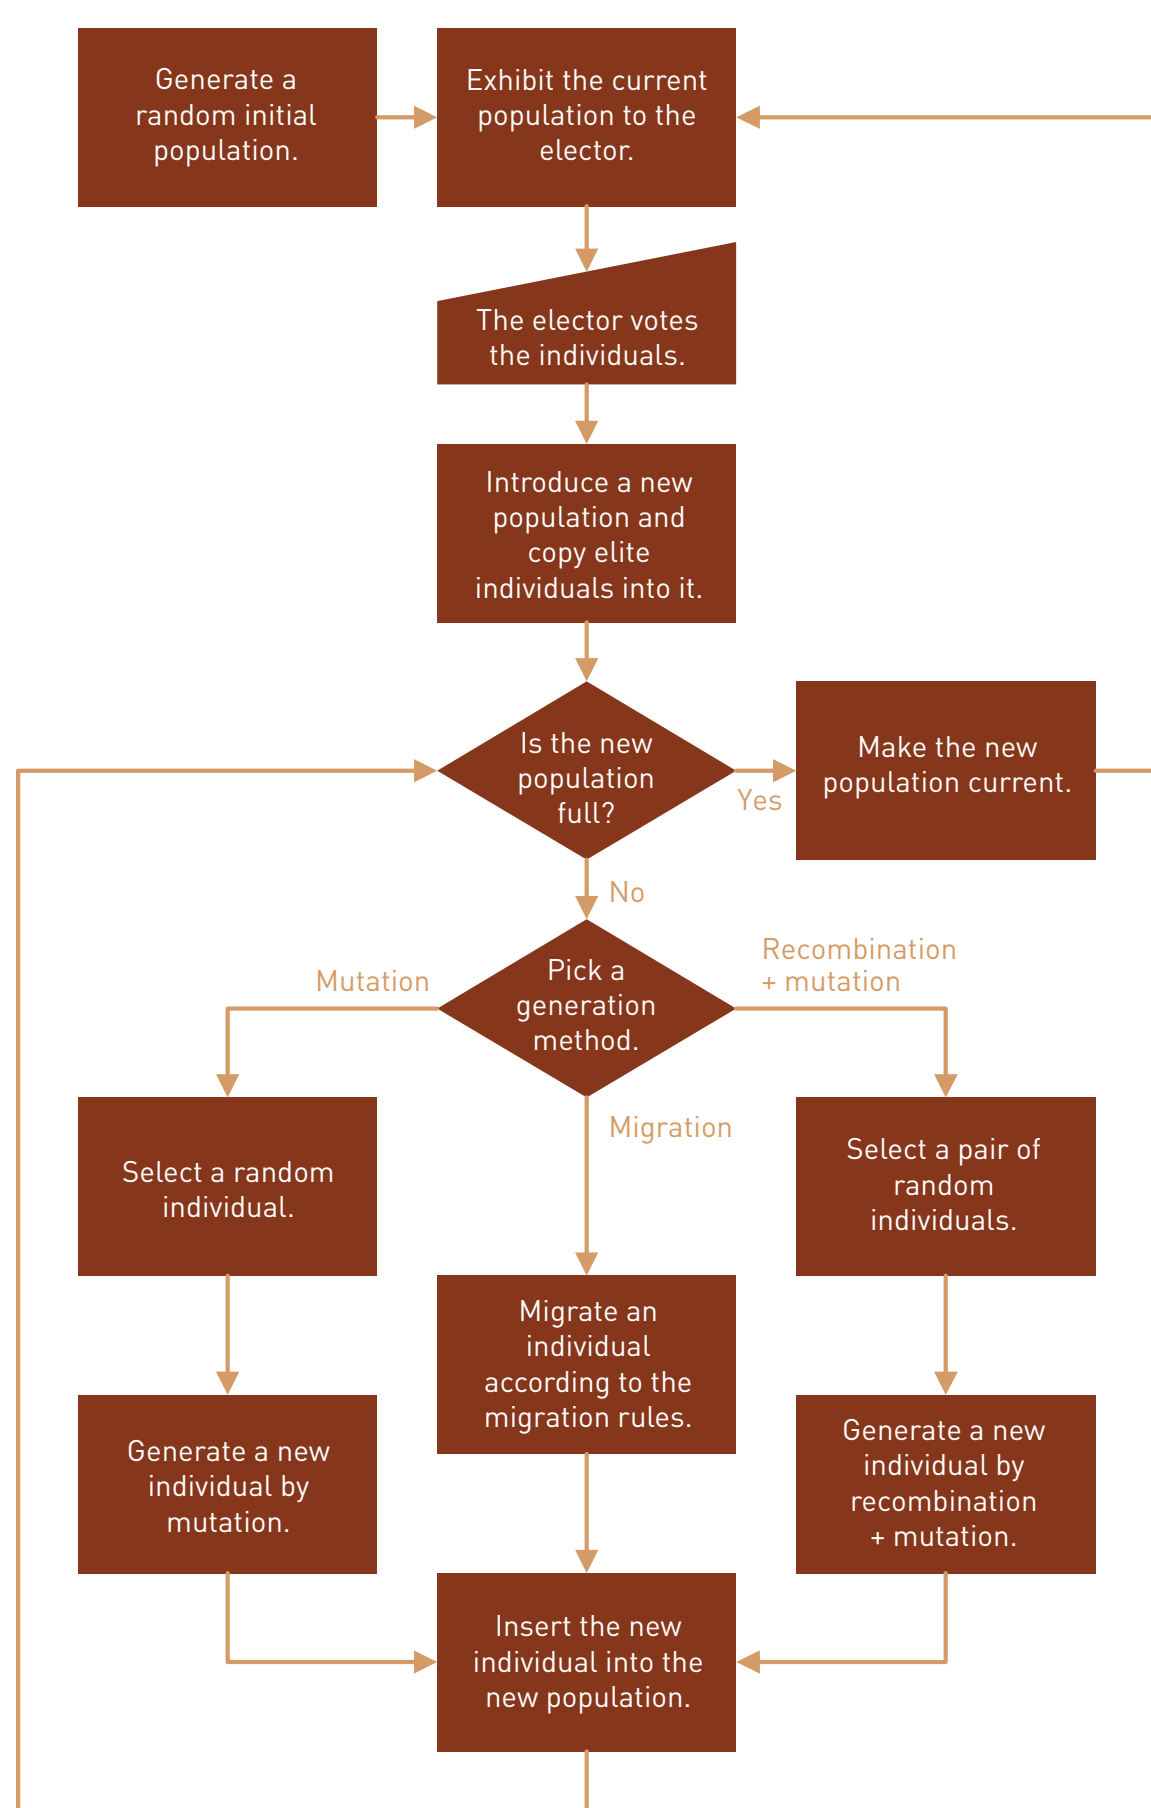 Generate a
random initial
population.
Exhibit the current
population to the
elector.
The elector votes
the individuals.
Introduce a new
population and
copy elite
individuals into it.
Is the new
population
full?
Yes
Make the new
population current.
No
Pick a
generation
method.
Mutation
Recombination
+ mutation
Migration
Select a random
individual.
Select a pair of
random
individuals.
Migrate an
individual
according to the
migration rules.
Generate a new
individual by
mutation.
Generate a new
individual by
recombination
+ mutation.
Insert the new
individual into the
new population.